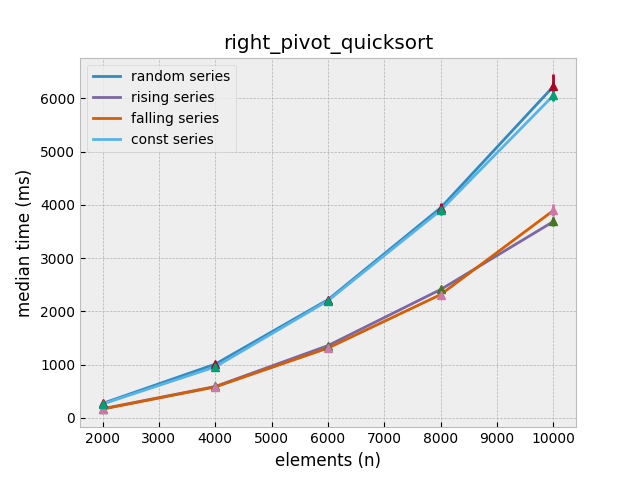 right_pivot_quicksort
random series
rising series
falling series
const series
median time (ms)
6000
5000
4000
3000
2000
1000
0
2000 3000 4000 5000 6000 7000 8000 9000 10000
elements (n)